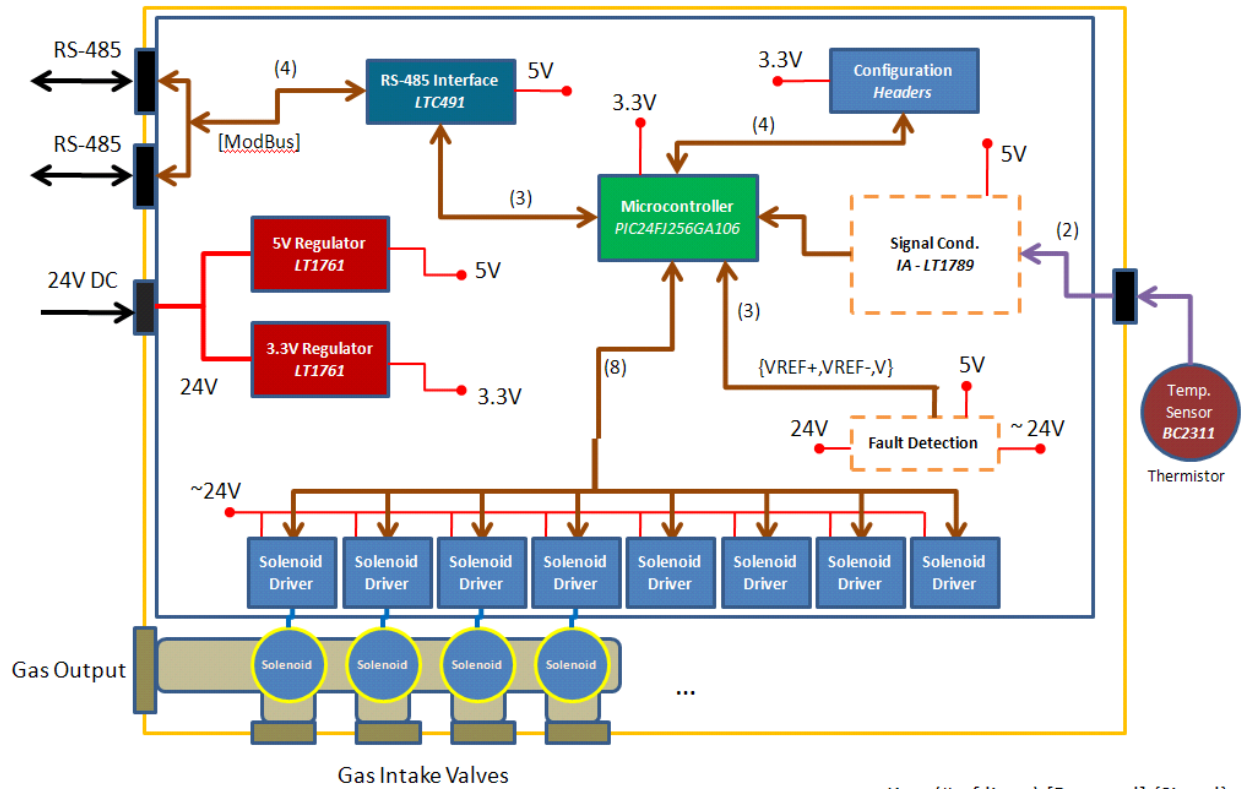 RS-485
(4)
RS-485 Interface
LTC491
5V
3.3V
Configuration
Headers
3.3V
(4)
RS-485
[ModBus]
5V
(3)
Microcontroller
PIC24FJ256GA106
Signal Cond.
IA - LT1789
(2)
24V DC
5V Regulator
LT1761
5V
3.3V Regulator
LT1761
24V
3.3V
(8)
(3)
{VREF+,VREF-,V}
5V
24V
Fault Detection
~ 24V
Temp.
Sensor
BC2311
Thermistor
~24V
Solenoid
Driver
Solenoid
Driver
Solenoid
Driver
Solenoid
Driver
Solenoid
Driver
Solenoid
Driver
Solenoid
Driver
Solenoid
Driver
Gas Output
Solenoid
Solenoid
Solenoid
Solenoid
...
Gas Intake Valves